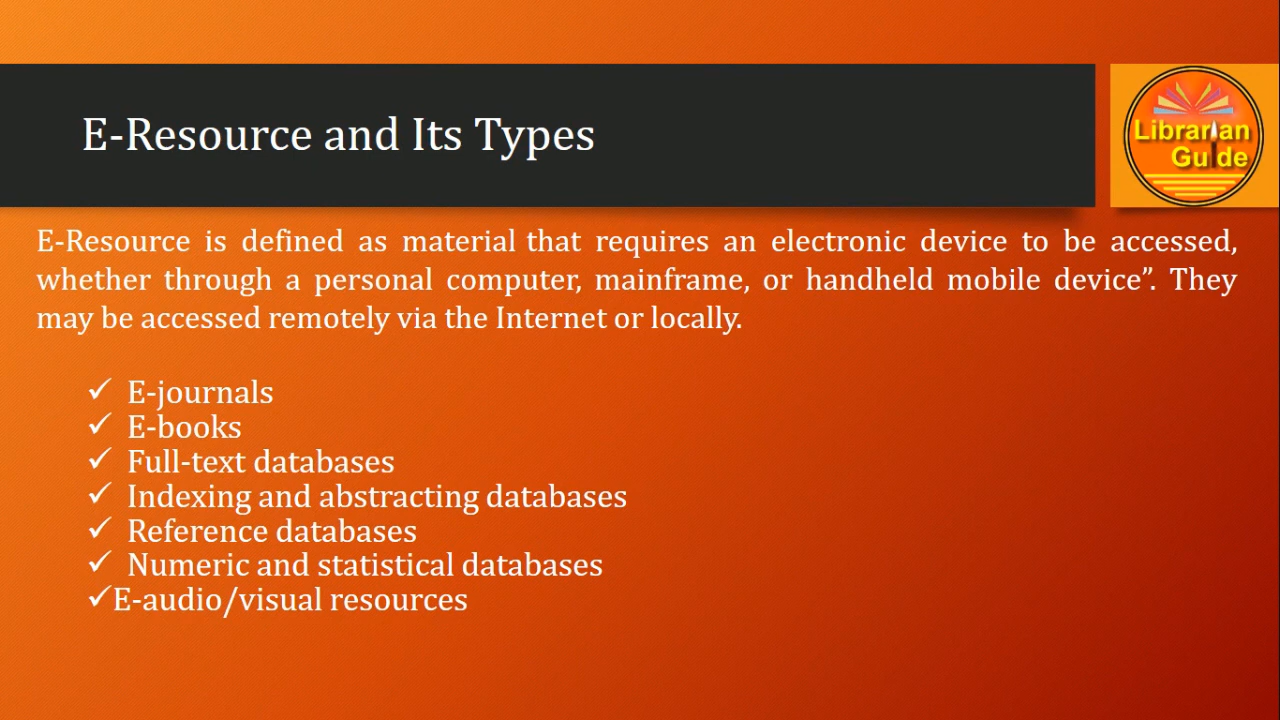 E-Resource and Its Types
Librarian
Guide
E-Resource is defined as material that requires an electronic device to be accessed,
whether through a personal computer, mainframe, or handheld mobile device”. They
may be accessed remotely via the Internet or locally.
✓ E-journals
✓ E-books
✓ Full-text databases
✓ Indexing and abstracting databases
✓ Reference databases
✓ Numeric and statistical databases
✓E-audio/visual resources